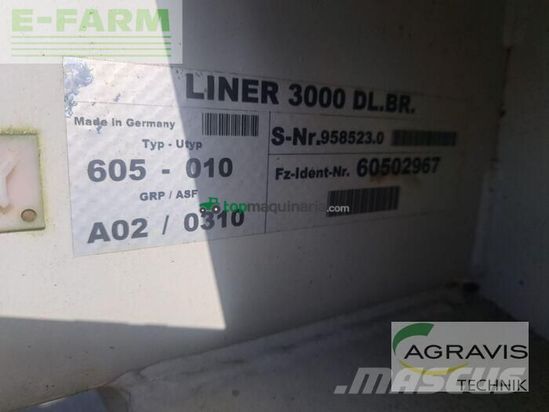 E-FARM
LINER 3000 DL.BR.
Made in Germany
Typ - Utyp
605 - 010
GRP / ASF
A02 / 0310
S-Nr. 958523.0
Fz-Ident-Nr. 60502967
topmaquinaria.com
AGRAVIS
TECHNIK
MASCUS